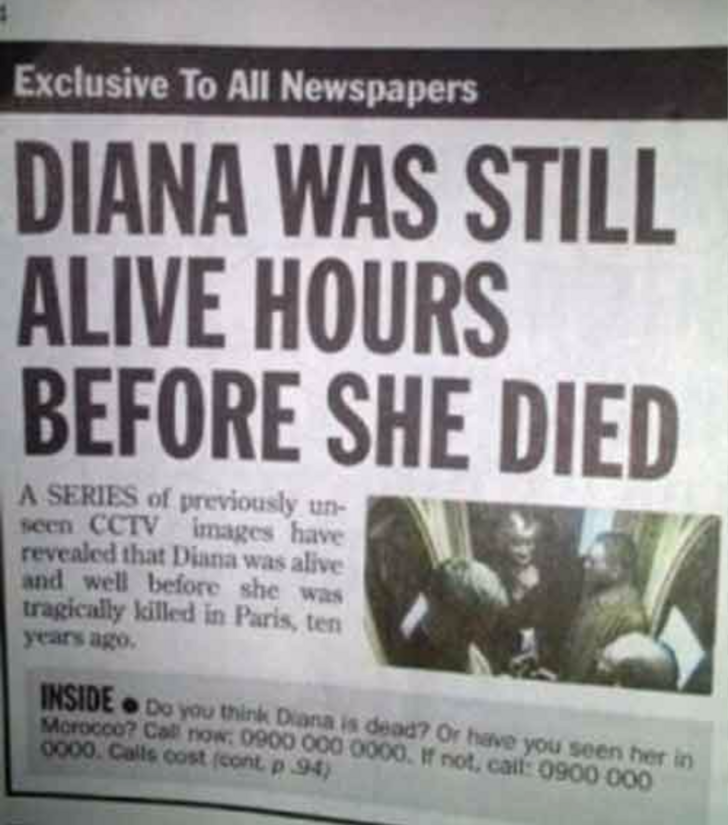 Exclusive To All Newspapers
DIANA WAS STILL
ALIVE HOURS
BEFORE SHE DIED
A SERIES of previously un-
seen CCTV images have
revealed that Diana was alive
and well before she was
tragically killed in Paris, ten
years ago.
INSIDE ● Do you think Diana is dead? Or have you seen her in
Morocco? Call now: 0900 000 0000. If not, call: 0900 000
0000. Calls cost (cont. p .94)